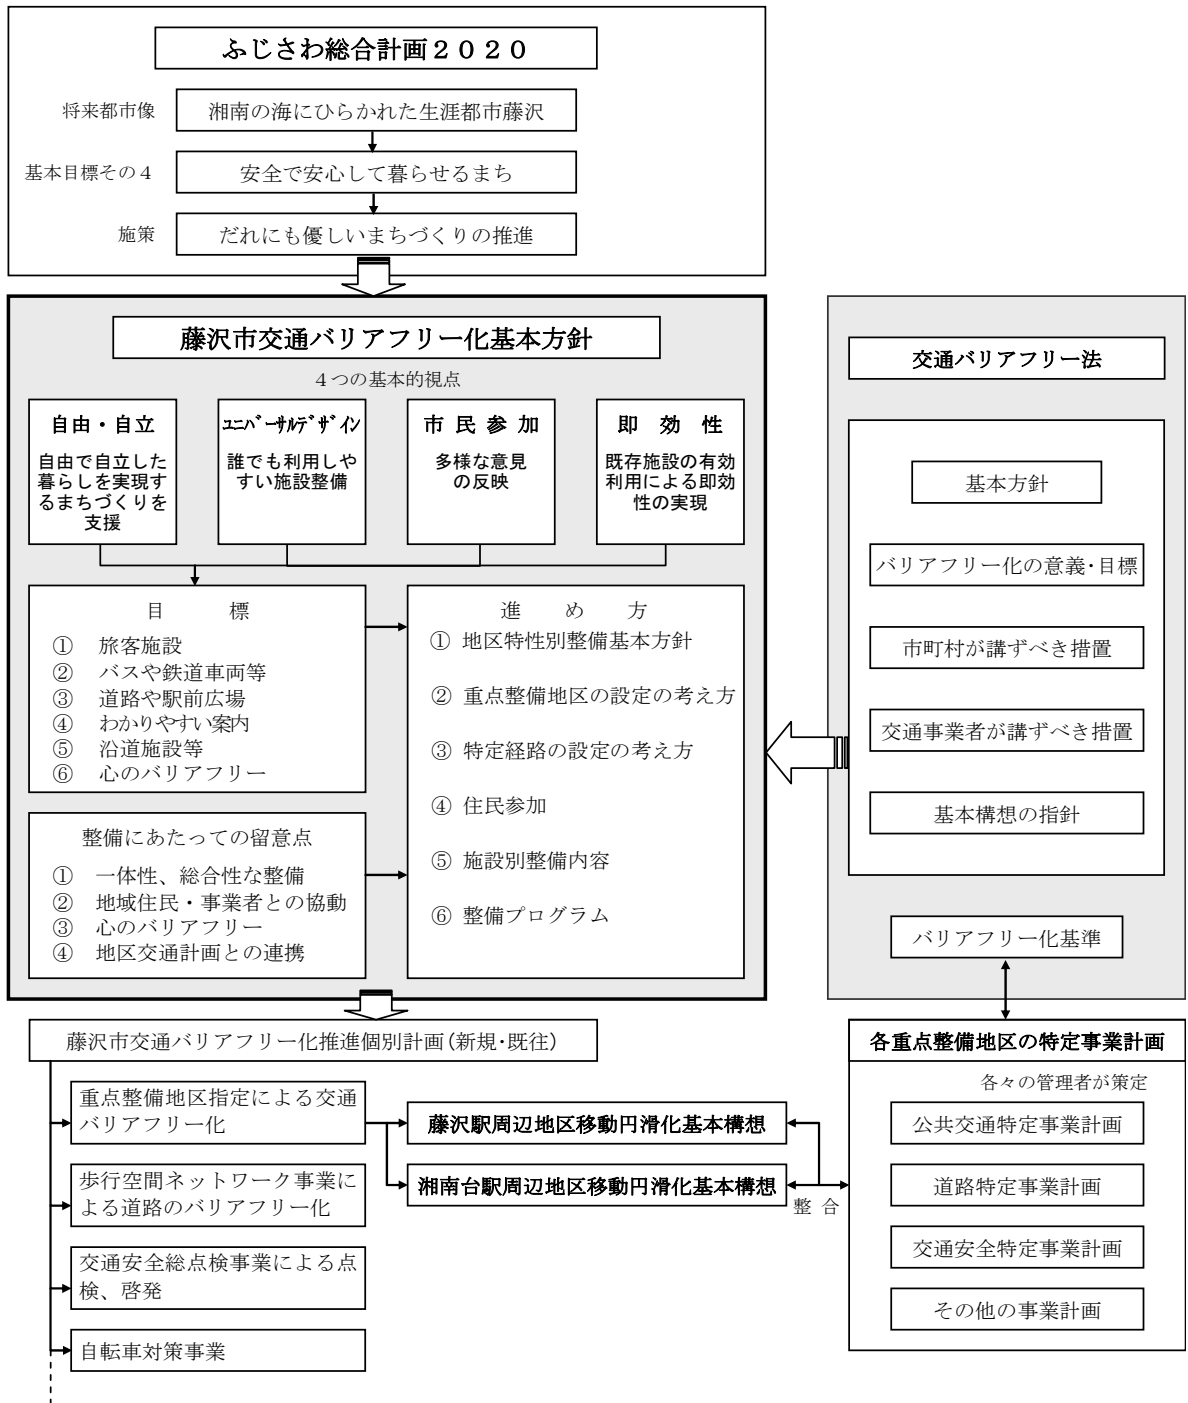 ふじさわ総合計画２０２０
将来都市像
湘南の海にひらかれた生涯都市藤沢
基本目標その４
安全で安心して暮らせるまち
施策
だれにも優しいまちづくりの推進
藤沢市交通バリアフリー化基本方針
４つの基本的視点
自由・自立
自由で自立した
暮らしを実現す
るまちづくりを
支援
ﾕﾆﾊﾞｰｻﾙﾃﾞｻﾞｲﾝ
誰でも利用しや
すい施設整備
市 民 参 加
多様な意見
の反映
即 効 性
既存施設の有効
利用による即効
性の実現
目 標
① 旅客施設
② バスや鉄道車両等
③ 道路や駅前広場
④ わかりやすい案内
⑤ 沿道施設等
⑥ 心のバリアフリー
整備にあたっての留意点
① 一体性、総合性な整備
② 地域住民・事業者との協動
③ 心のバリアフリー
④ 地区交通計画との連携
進 め 方
① 地区特性別整備基本方針
② 重点整備地区の設定の考え方
③ 特定経路の設定の考え方
④ 住民参加
⑤ 施設別整備内容
⑥ 整備プログラム
交通バリアフリー法
基本方針
バリアフリー化の意義・目標
市町村が講ずべき措置
交通事業者が講ずべき措置
基本構想の指針
バリアフリー化基準
藤沢市交通バリアフリー化推進個別計画（新規・既往）
重点整備地区指定による交通
バリアフリー化
歩行空間ネットワーク事業に
よる道路のバリアフリー化
交通安全総点検事業による点
検、啓発
自転車対策事業
藤沢駅周辺地区移動円滑化基本構想
湘南台駅周辺地区移動円滑化基本構想
整 合
各重点整備地区の特定事業計画
各々の管理者が策定
公共交通特定事業計画
道路特定事業計画
交通安全特定事業計画
その他の事業計画